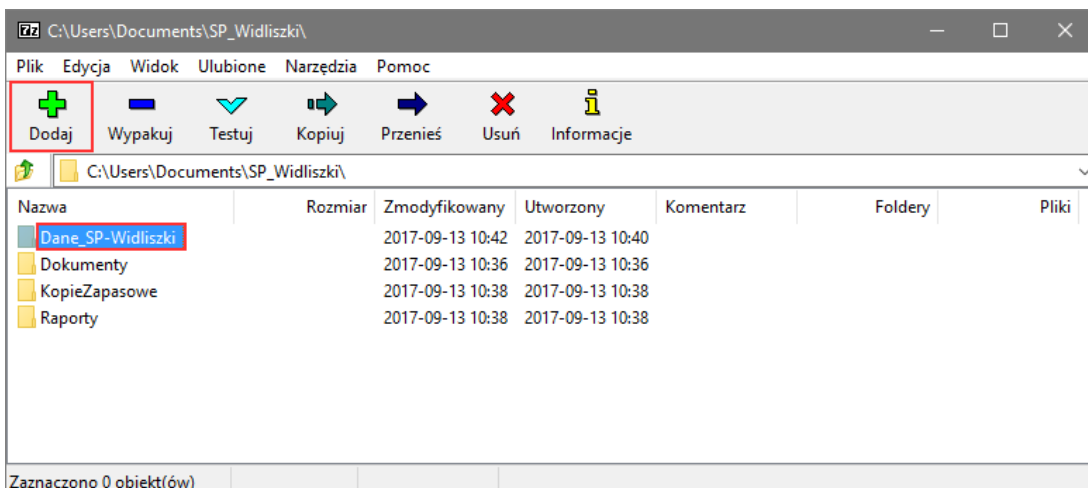 7z C:\Users\Documents\SP_Widliszki\
Plik Edycja Widok Ulubione Narzędzia Pomoc
Dodaj Wypakuj Testuj Kopiuj Przenieś Usuń Informacje
C:\Users\Documents\SP_Widliszki\
Nazwa Rozmiar Zmodyfikowany Utworzony Komentarz Foldery Pliki
Dane_SP-Widliszki 2017-09-13 10:42 2017-09-13 10:40
Dokumenty 2017-09-13 10:36 2017-09-13 10:36
KopieZapasowe 2017-09-13 10:38 2017-09-13 10:38
Raporty 2017-09-13 10:38 2017-09-13 10:38
Zaznaczono 0 obiekt(ów)